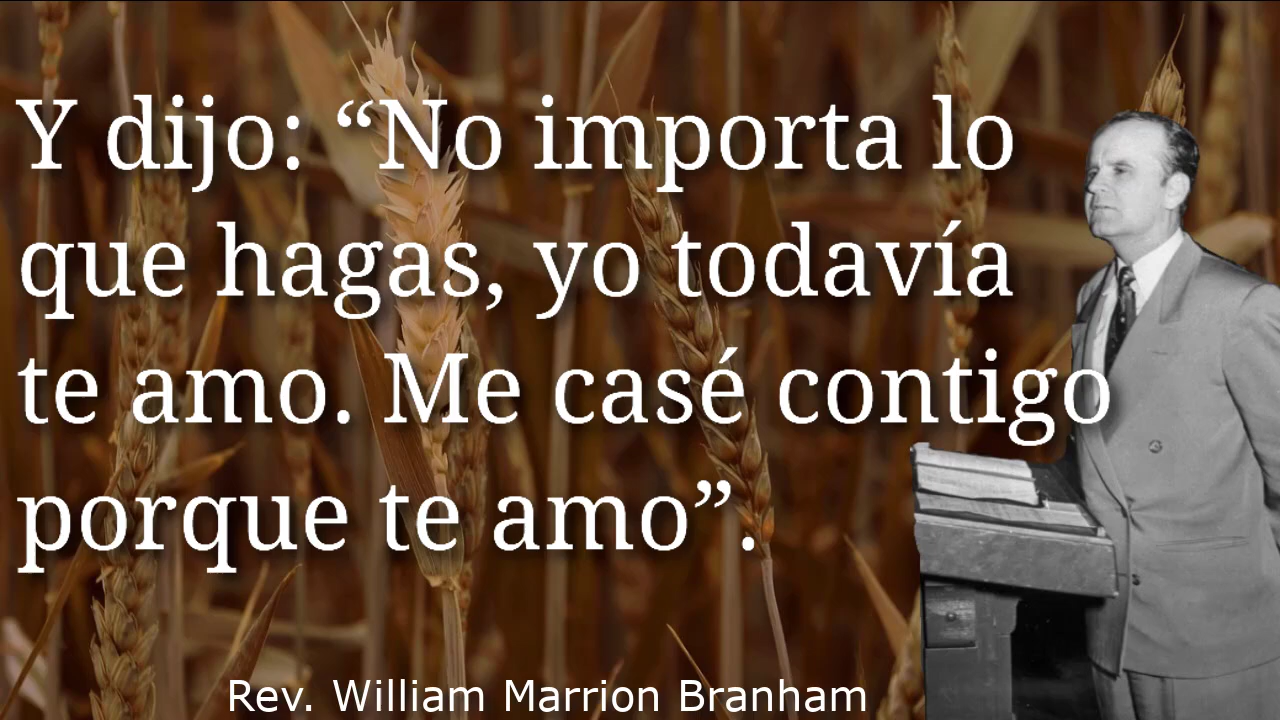 Y dijo: “No importa lo
que hagas, yo todavía
te amo. Me casé contigo
porque te amo”.
Rev. William Marrion Branham